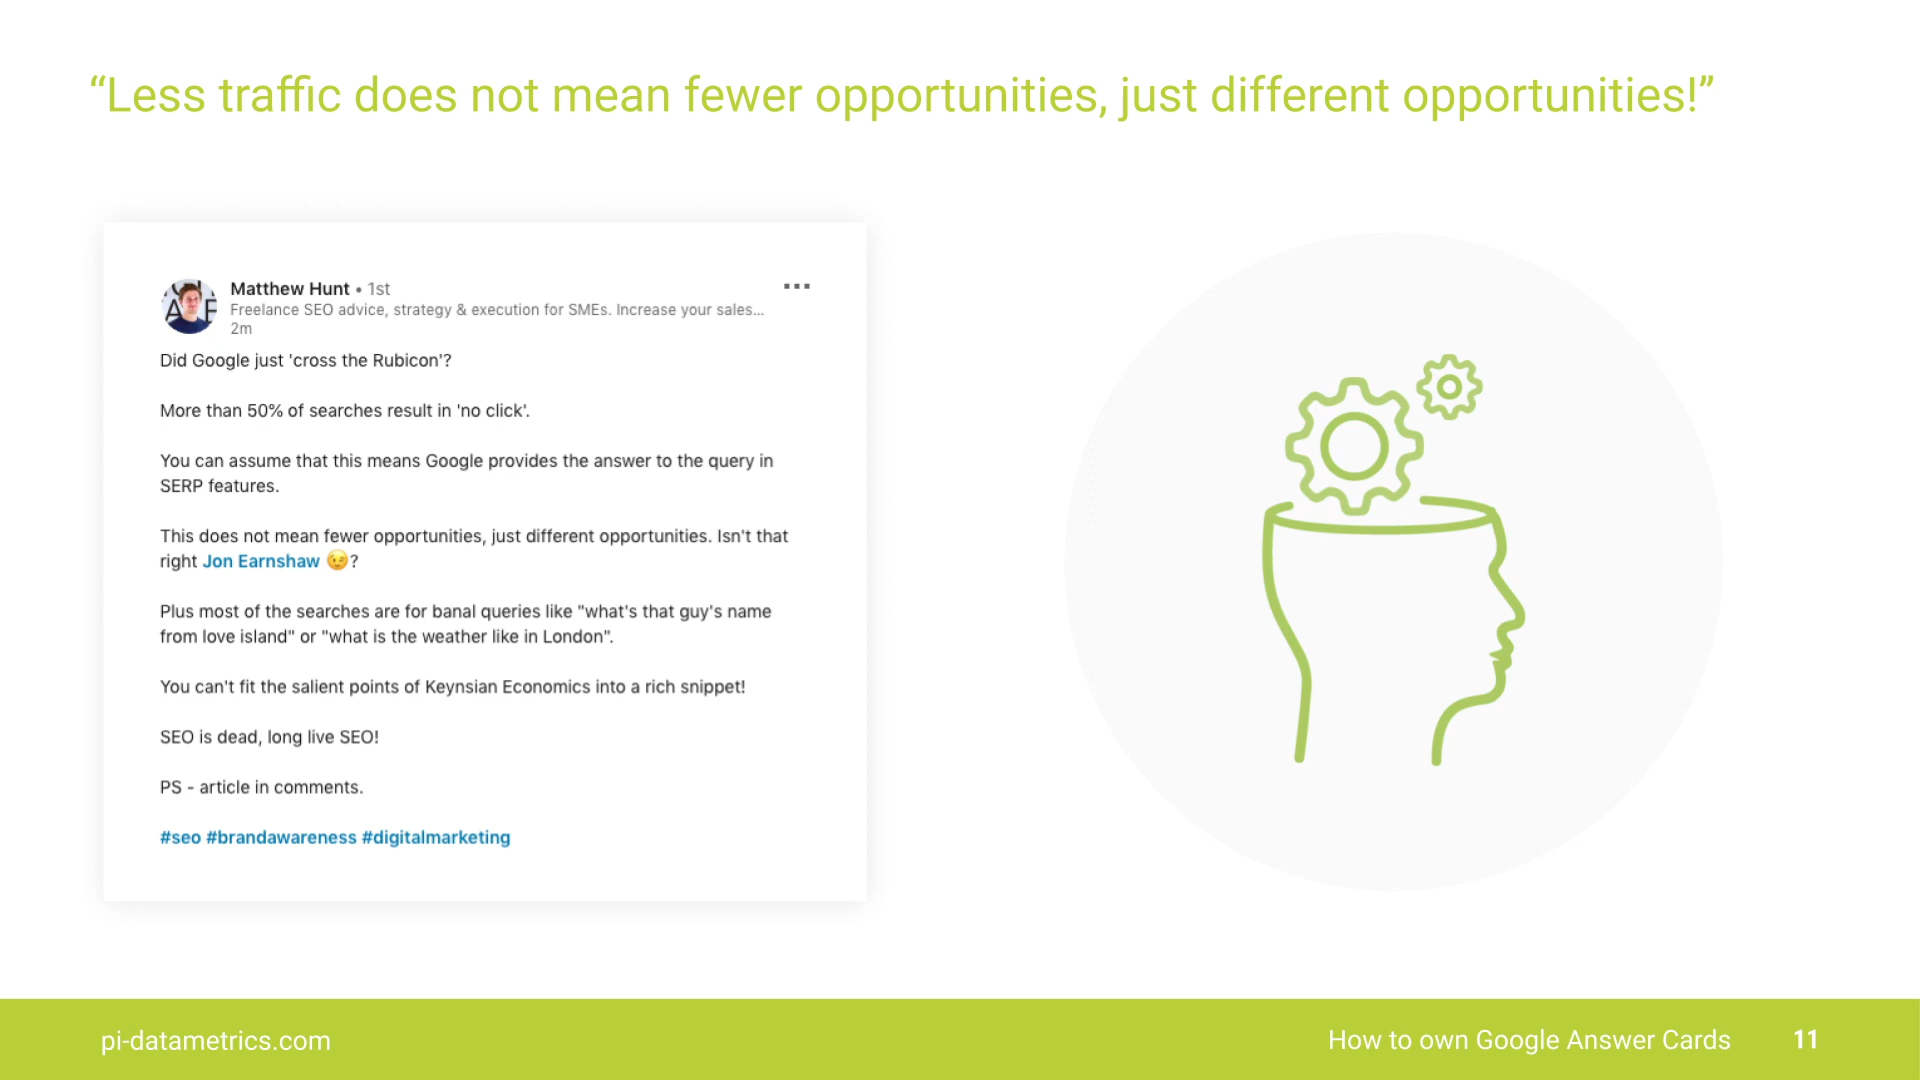 “Less traffic does not mean fewer opportunities, just different opportunities!”
Matthew Hunt • 1st
Freelance SEO advice, strategy & execution for SMEs. Increase your sales...
2m
Did Google just 'cross the Rubicon'?
More than 50% of searches result in 'no click'.
You can assume that this means Google provides the answer to the query in
SERP features.
This does not mean fewer opportunities, just different opportunities. Isn't that
right Jon Earnshaw 😉?
Plus most of the searches are for banal queries like "what's that guy's name
from love island" or "what is the weather like in London".
You can't fit the salient points of Keynsian Economics into a rich snippet!
SEO is dead, long live SEO!
PS - article in comments.
#seo #brandawareness #digitalmarketing
pi-datametrics.com
How to own Google Answer Cards 11